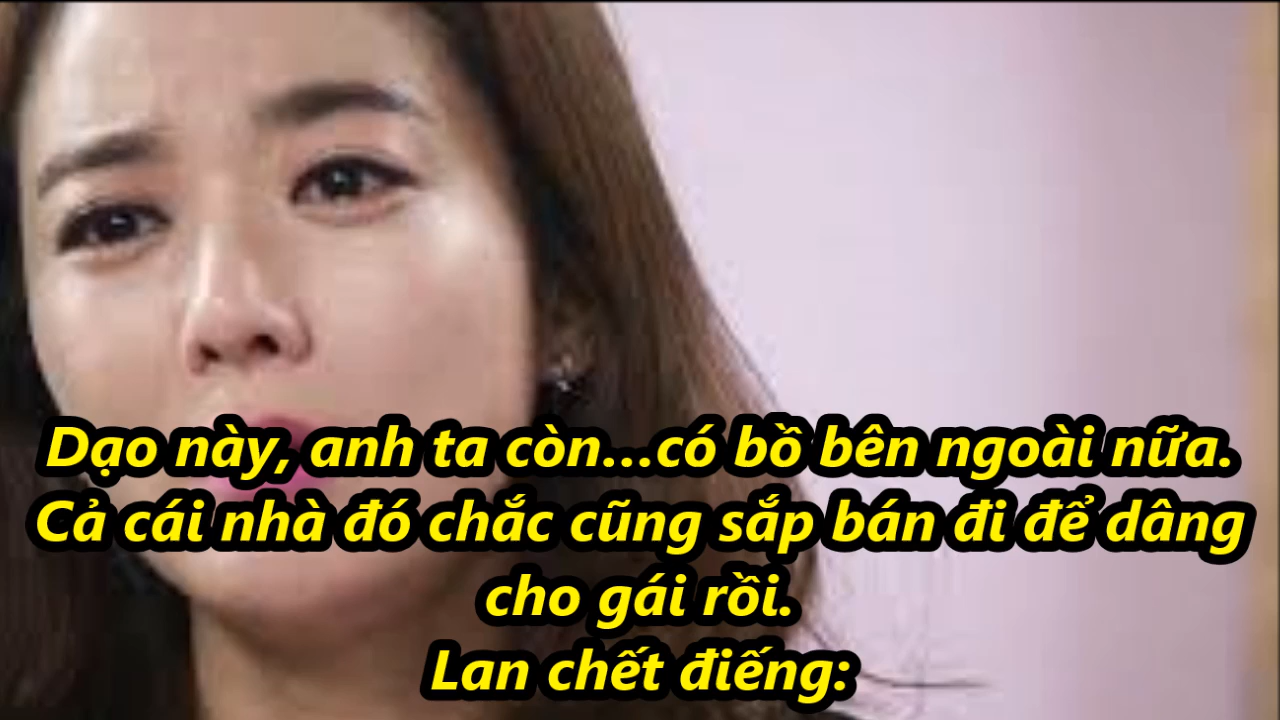 Dạo này, anh ta còn...có bồ bên ngoài nữa.
Cả cái nhà đó chắc cũng sắp bán đi để dâng
cho gái rồi.
Lan chết điếng: